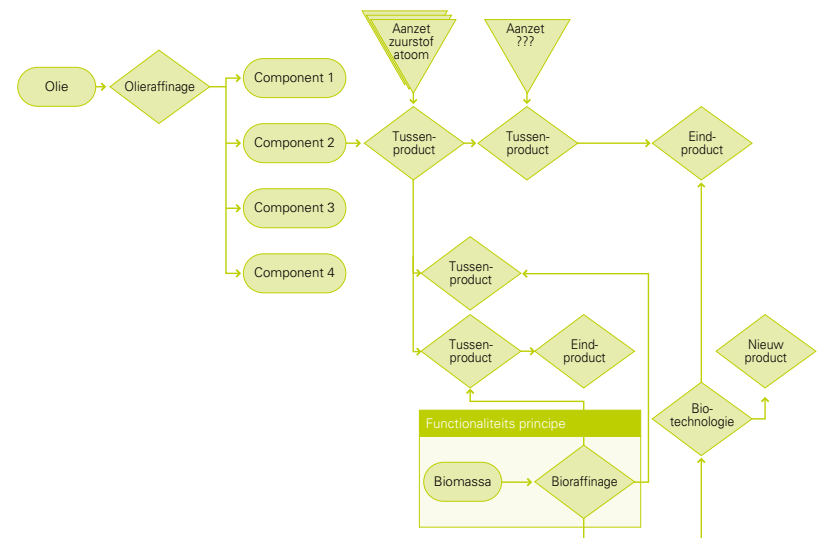 Aanzet
zuurstof
atoom
Aanzet
???
Olie
Olieraffinage
Component 1
Component 2
Component 3
Component 4
Tussen-
product
Tussen-
product
Eind-
product
Tussen-
product
Tussen-
product
Eind-
product
Nieuw
product
Bio-
technologie
Functionaliteits principe
Biomassa
Bioraffinage